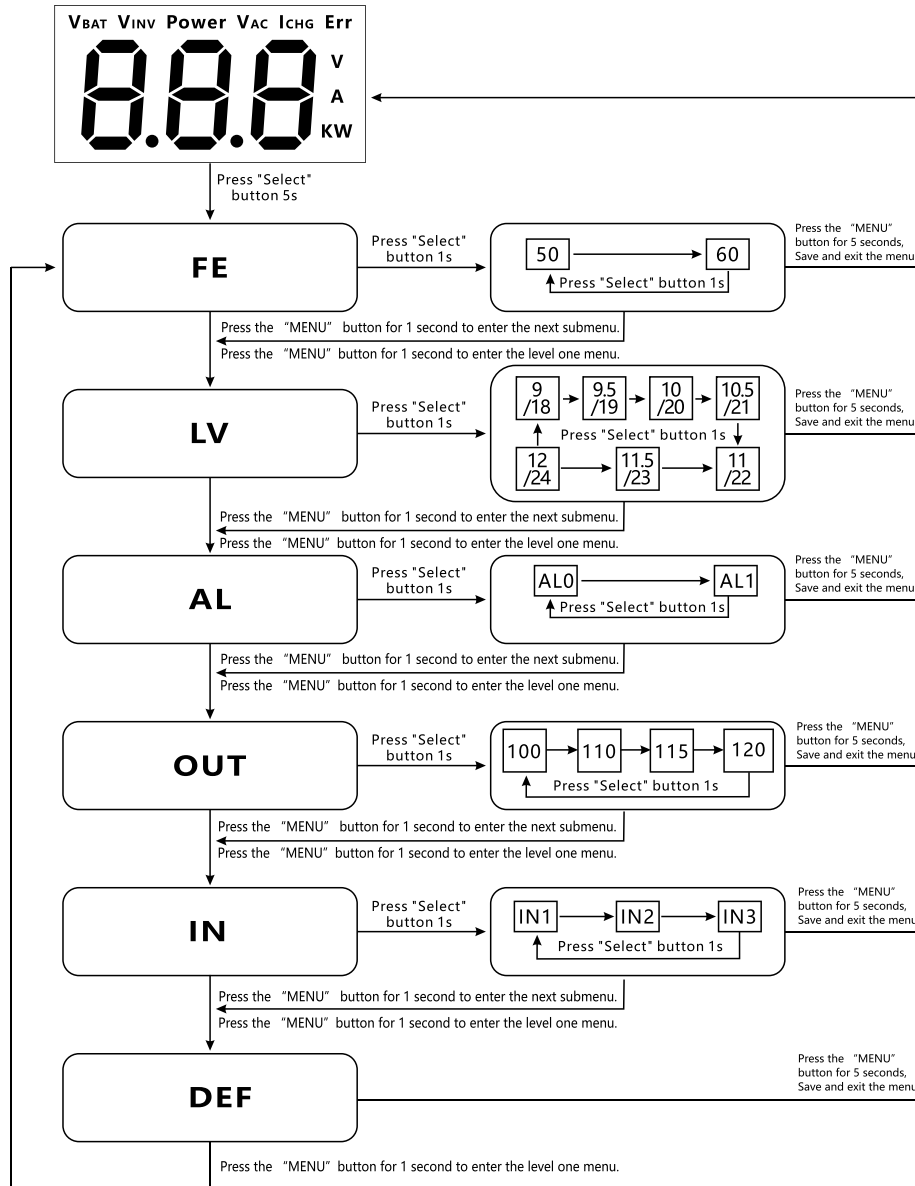 VBAT VINV Power VAC ICHG Err
8.8.8
V
A
KW
Press "Select"
button 5s
FE
Press "Select"
button 1s
50
60
Press "Select" button 1s
Press the “MENU”
button for 5 seconds,
Save and exit the menu
Press the “MENU” button for 1 second to enter the next submenu.
Press the “MENU” button for 1 second to enter the level one menu.
LV
Press "Select"
button 1s
9
/18
9.5
/19
10
/20
10.5
/21
Press "Select" button 1s
12
/24
11.5
/23
11
/22
Press the “MENU”
button for 5 seconds,
Save and exit the menu
Press the “MENU” button for 1 second to enter the next submenu.
Press the “MENU” button for 1 second to enter the level one menu.
AL
Press "Select"
button 1s
AL0
AL1
Press "Select" button 1s
Press the “MENU”
button for 5 seconds,
Save and exit the menu
Press the “MENU” button for 1 second to enter the next submenu.
Press the “MENU” button for 1 second to enter the level one menu.
OUT
Press "Select"
button 1s
100
110
115
120
Press "Select" button 1s
Press the “MENU”
button for 5 seconds,
Save and exit the menu
Press the “MENU” button for 1 second to enter the next submenu.
Press the “MENU” button for 1 second to enter the level one menu.
IN
Press "Select"
button 1s
IN1
IN2
IN3
Press "Select" button 1s
Press the “MENU”
button for 5 seconds,
Save and exit the menu
Press the “MENU” button for 1 second to enter the next submenu.
Press the “MENU” button for 1 second to enter the level one menu.
DEF
Press the “MENU”
button for 5 seconds,
Save and exit the menu
Press the “MENU” button for 1 second to enter the level one menu.